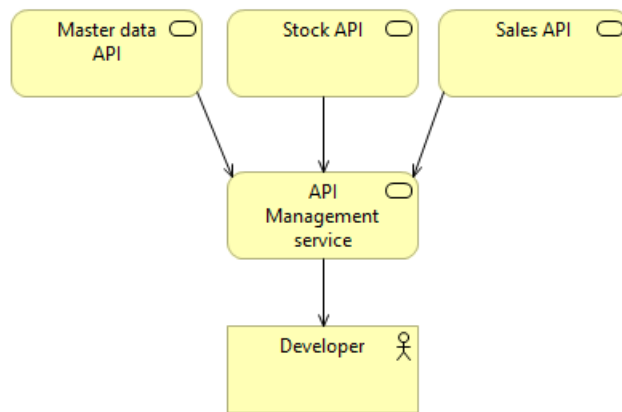 Master data
API
Stock API
Sales API
API
Management
service
Developer